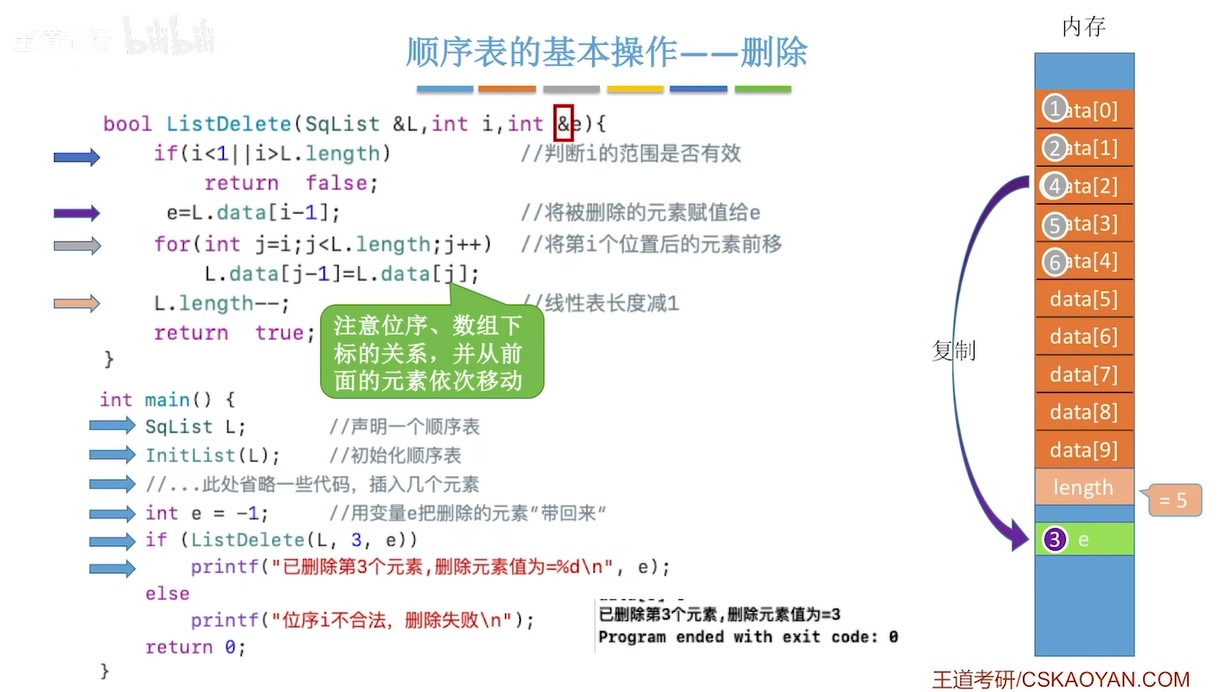 bilibili
顺序表的基本操作——删除
bool ListDelete(SqList &L,int i,int &e){
if(i<1||i>L.length) //判断i的范围是否有效
return false;
e=L.data[i-1]; //将被删除的元素赋值给e
for(int j=i;j<L.length;j++) //将第i个位置后的元素前移
L.data[j-1]=L.data[j];
L.length--; //线性表长度减1
return true;
}
注意位序、数组下
标的关系，并从前
面的元素依次移动
int main() {
SqList L; //声明一个顺序表
InitList(L); //初始化顺序表
//...此处省略一些代码，插入几个元素
int e = -1; //用变量e把删除的元素"带回来"
if (ListDelete(L, 3, e))
printf("已删除第3个元素,删除元素值为=%d\n", e);
else
printf("位序i不合法，删除失败\n");
return 0;
}
已删除第3个元素,删除元素值为=3
Program ended with exit code: 0
内存
1 ata[0]
2 ata[1]
4 ata[2]
5 ata[3]
6 ata[4]
data[5]
data[6]
data[7]
data[8]
data[9]
length
= 5
复制
3 e
王道考研/CSKAOYAN.COM